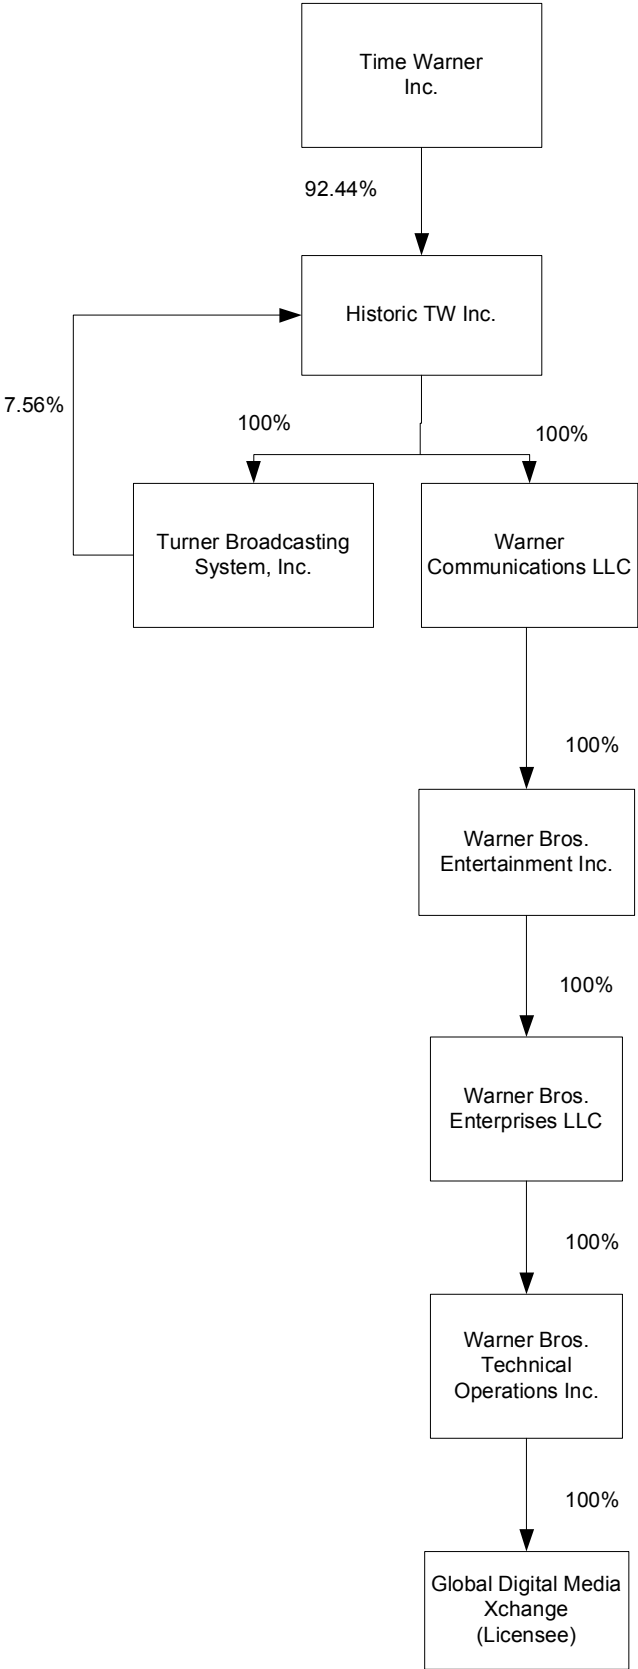 Time Warner
Inc.
92.44%
Historic TW Inc.
7.56%
100%
100%
Turner Broadcasting
System, Inc.
Warner
Communications LLC
100%
Warner Bros.
Entertainment Inc.
100%
Warner Bros.
Enterprises LLC
100%
Warner Bros.
Technical
Operations Inc.
100%
Global Digital Media
Xchange
(Licensee)